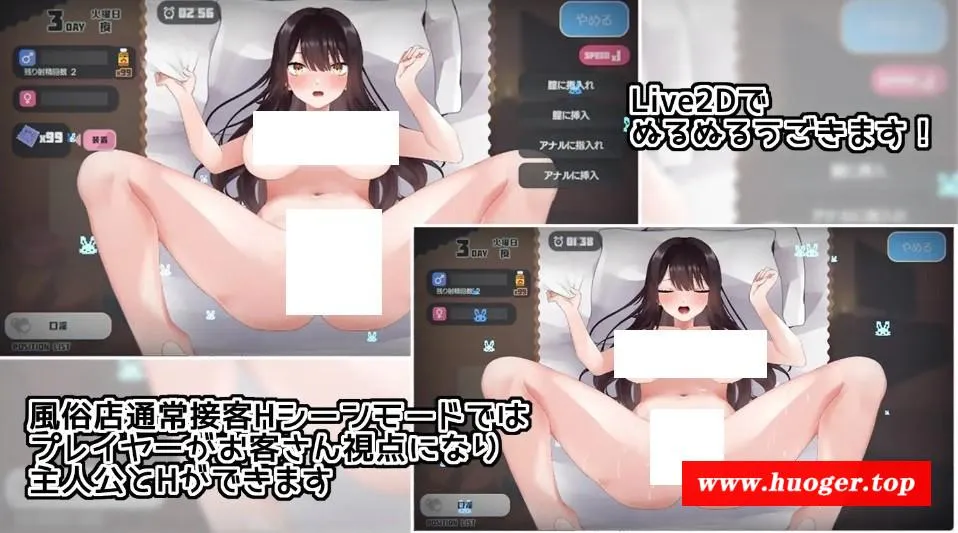 3 DAY 火曜日 夜
02.56
やめる
残り射精回数 2
x99
SPEED x1
膣に指入れ
膣に挿入
アナルに指入れ
アナルに挿入
x99
装着
口淫
POSITION LIST
Live2Dで
ぬるぬるうごきます！
3 DAY 火曜日 夜
01.38
やめる
残り射精回数 2
x99
風俗店通常接客Hシーンモードでは
プレイヤーがお客さん視点になり
主人公とHができます
POSITION LIST
www.huoger.top